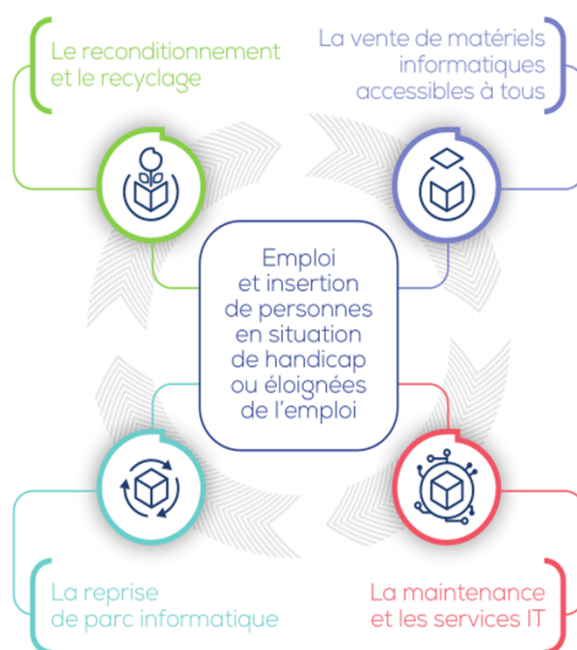 Le reconditionnement
et le recyclage
La vente de matériels
informatiques
accessibles à tous
Emploi
et insertion
de personnes
en situation
de handicap
ou éloignées
de l'emploi
La reprise
de parc informatique
La maintenance
et les services IT